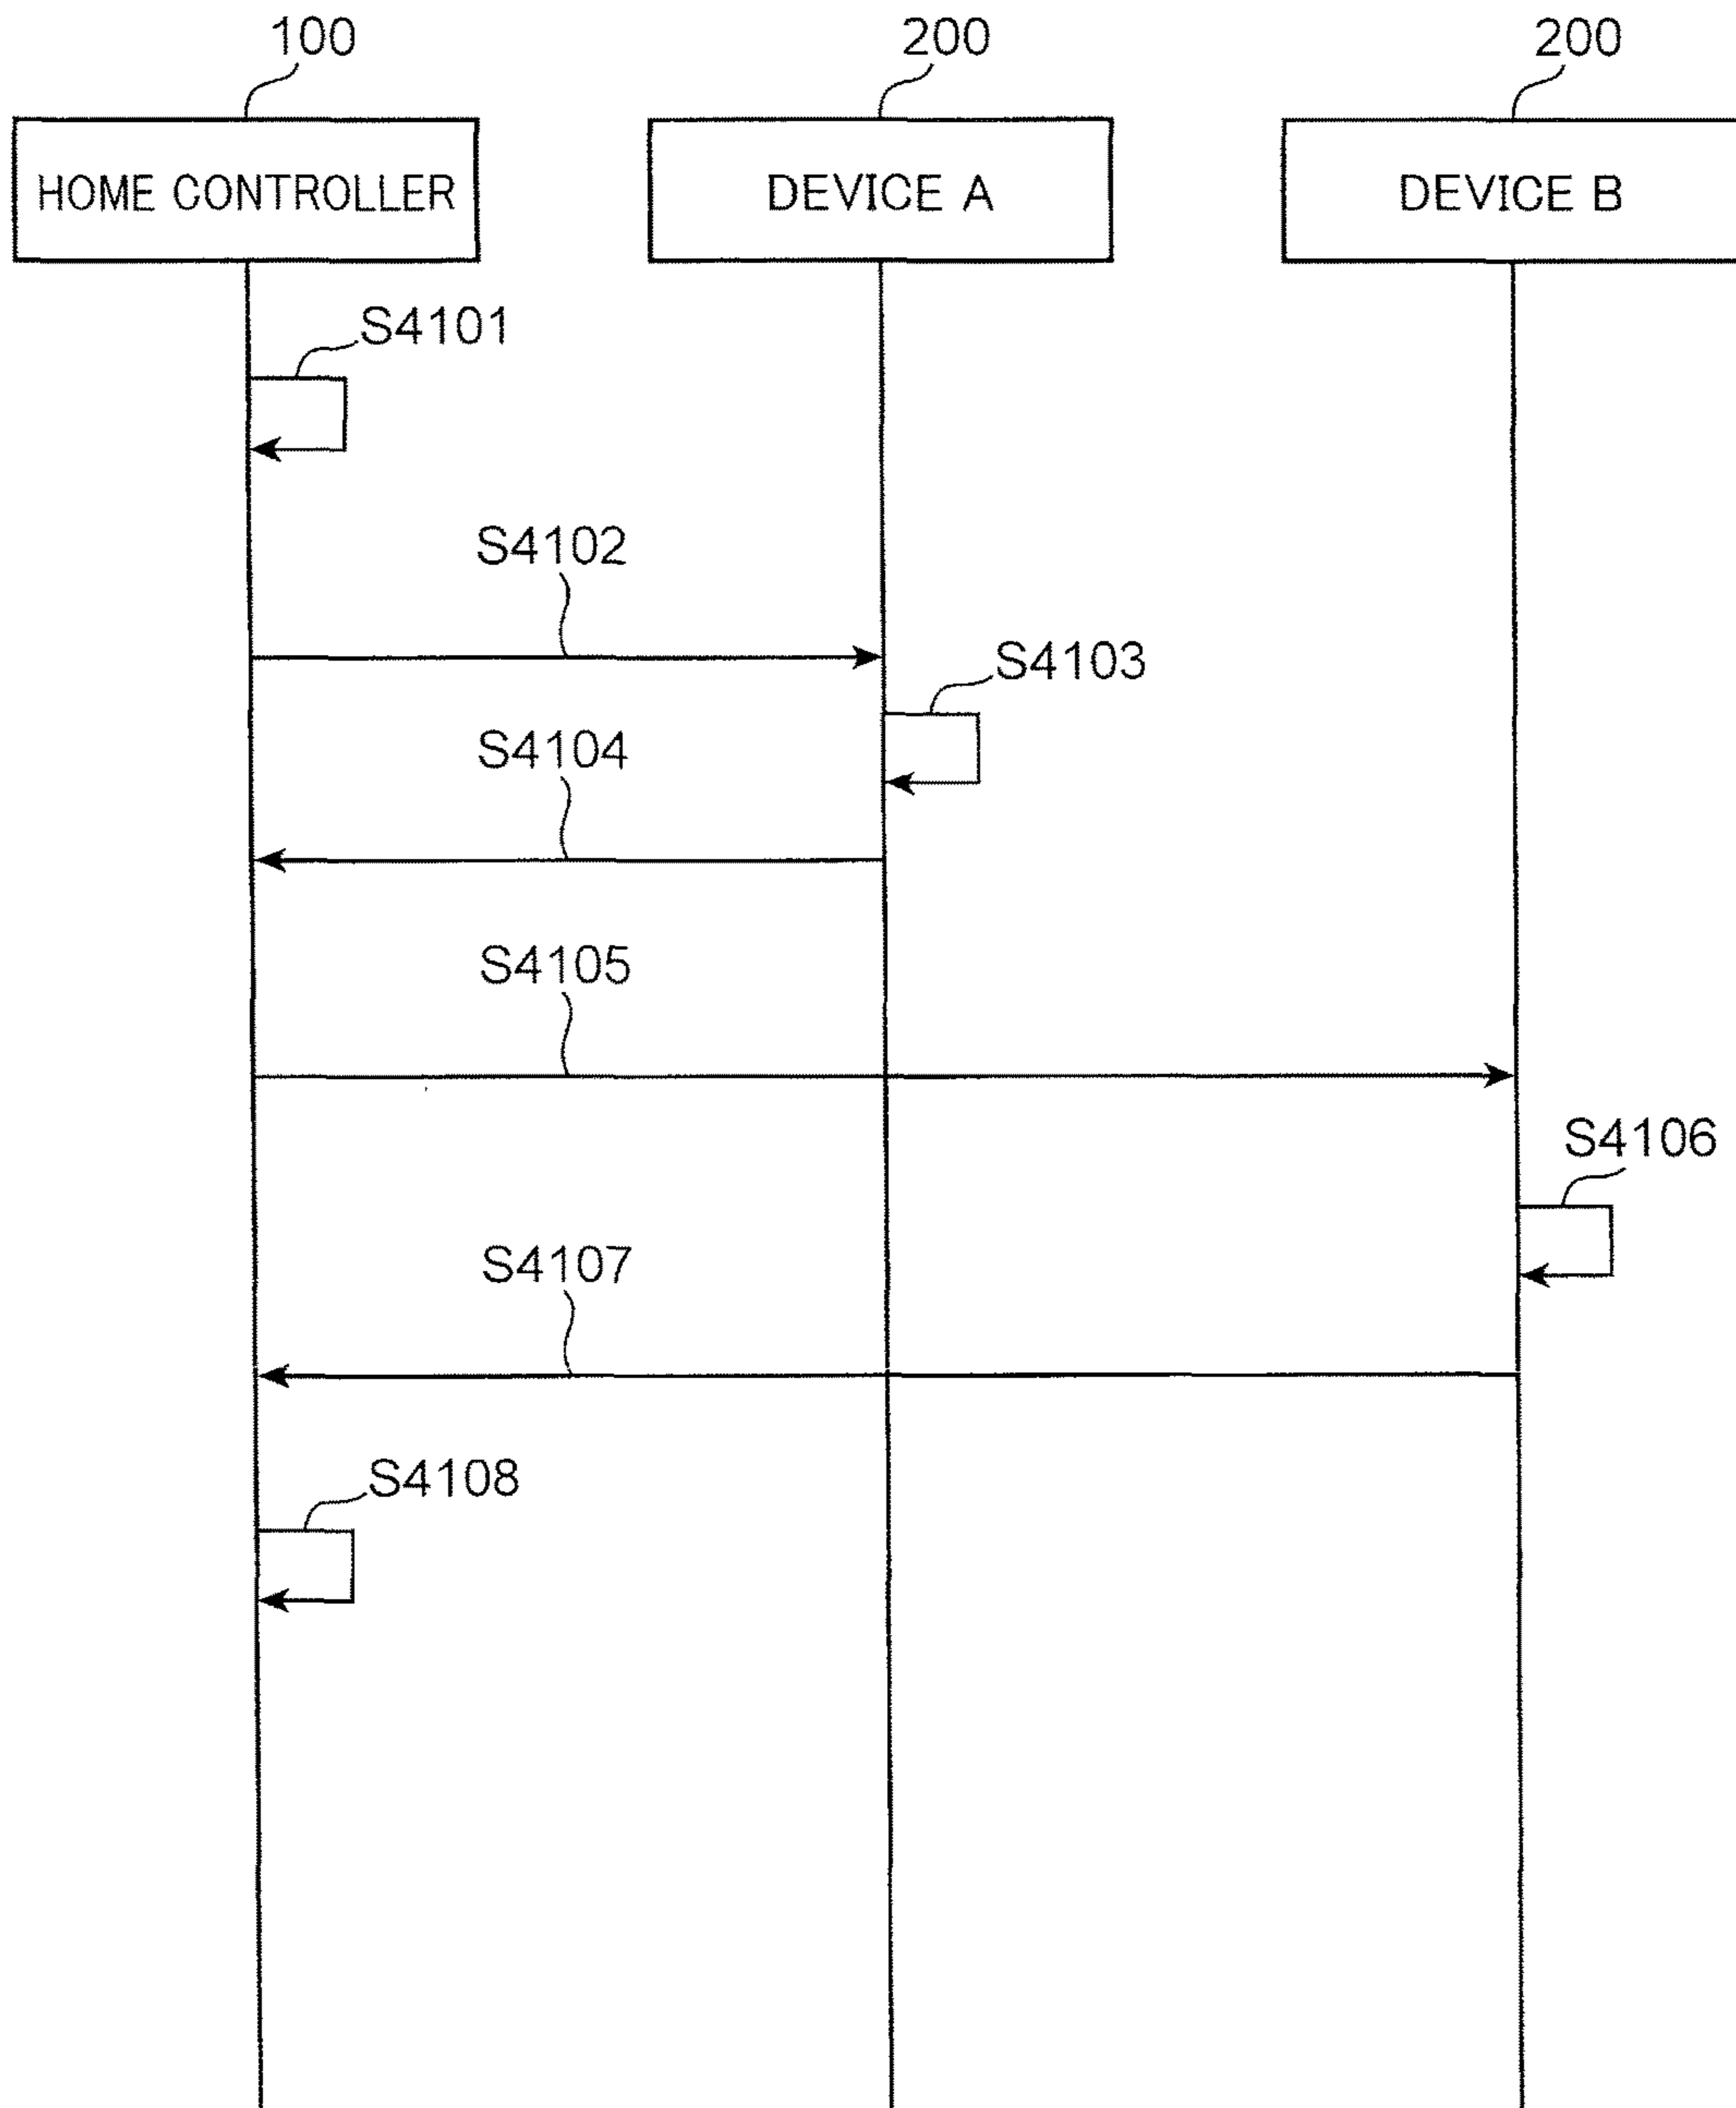 100
200
200
HOME CONTROLLER
DEVICE A
DEVICE B
S4101
S4102
S4103
S4104
S4105
S4106
S4107
S4108